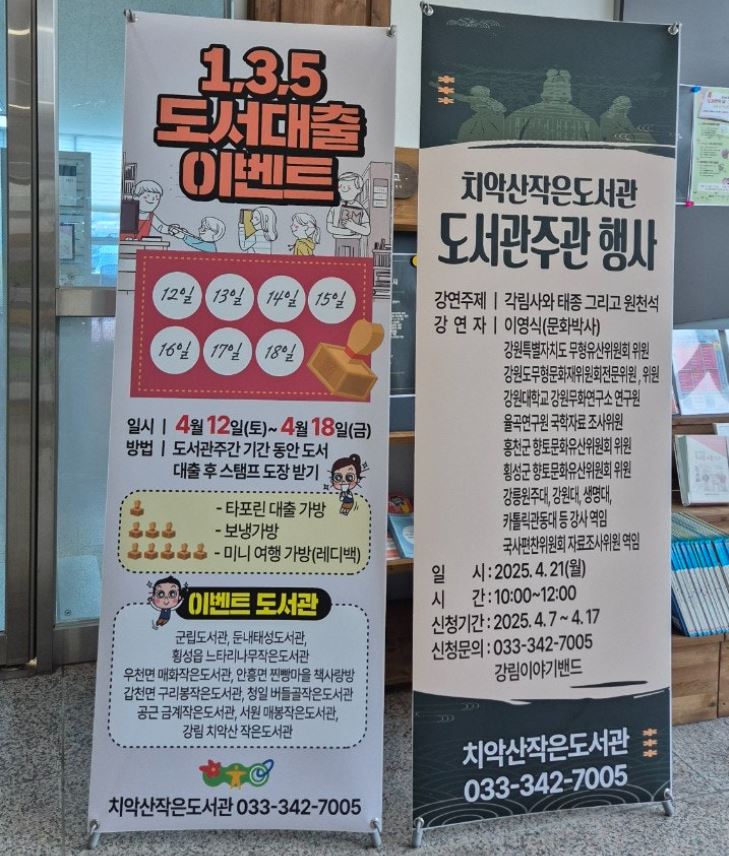 1.3.5
도서대출
이벤트
12일 13일 14일 15일
16일 17일 18일
일시 | 4월 12일(토)~ 4월 18일(금)
방법 | 도서관주간 기간 동안 도서
대출 후 스탬프 도장 받기
- 타포린 대출 가방
- 보냉가방
- 미니 여행 가방(레디백)
이벤트 도서관
군립도서관, 둔내태성도서관,
횡성읍 느타리나무작은도서관
우천면 매화작은도서관, 안흥면 찐빵마을 책사랑방
갑천면 구리봉작은도서관, 청일 버들골작은도서관
공근 금계작은도서관, 서원 매봉작은도서관,
강림 치악산 작은도서관
치악산작은도서관 033-342-7005
치악산작은도서관
도서관주관 행사
강연주제 | 각림사와 태종 그리고 원천석
강 연 자 | 이영식(문화박사)
강원특별자치도 무형유산위원회 위원
강원도무형문화재위원회전문위원, 위원
강원대학교 강원무화연구소 연구원
율곡연구원 국학자료 조사위원
홍천군 향토문화유산위원회 위원
횡성군 향토문화유산위원회 위원
강릉원주대, 강원대, 생명대,
카톨릭관동대 등 강사 역임
국사편찬위원회 자료조사위원 역임
일 시 : 2025. 4. 21(월)
시 간 : 10:00~12:00
신청기간 : 2025. 4. 7 ~ 4. 17
신청문의 : 033-342-7005
강림이야기밴드
치악산작은도서관
033-342-7005